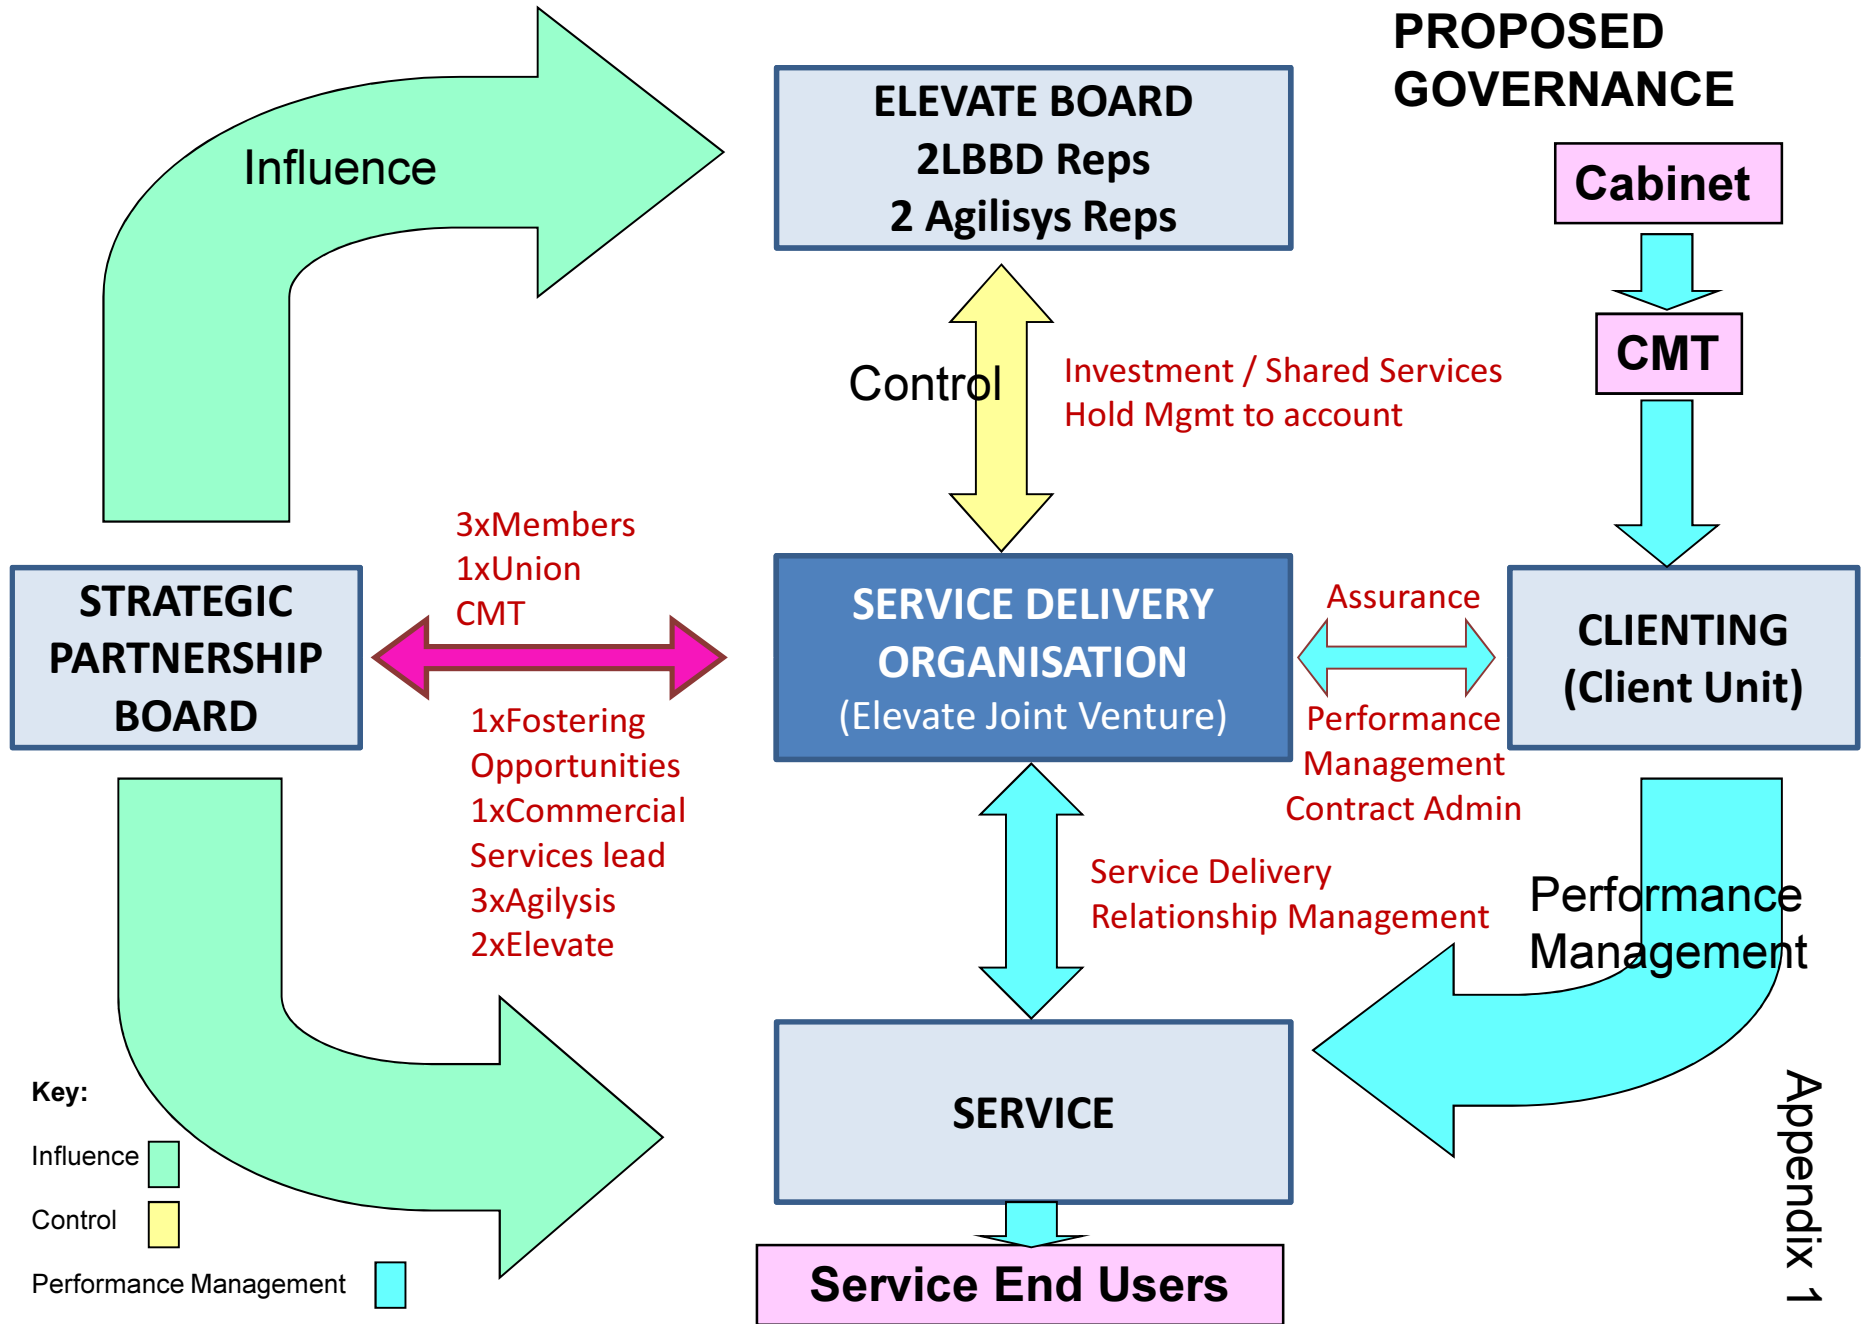 PROPOSED
GOVERNANCE
ELEVATE BOARD
2LBBD Reps
2 Agilisys Reps
Influence
Cabinet
CMT
Control
Investment / Shared Services
Hold Mgmt to account
3xMembers
1xUnion
CMT
STRATEGIC
PARTNERSHIP
BOARD
SERVICE DELIVERY
ORGANISATION
(Elevate Joint Venture)
Assurance
CLIENTING
(Client Unit)
Performance
Management
Contract Admin
1xFostering
Opportunities
1xCommercial
Services lead
3xAgilysis
2xElevate
Service Delivery
Relationship Management
Performance
Management
SERVICE
Key:
Influence
Control
Performance Management
Service End Users
Appendix 1